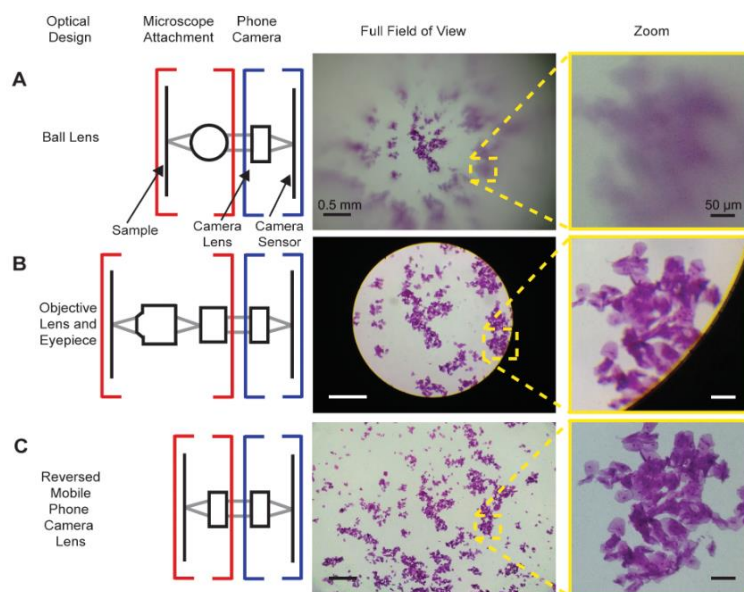 Optical
Design
Microscope
Attachment
Phone
Camera
Full Field of View
Zoom
A
Ball Lens
Sample
Camera
Lens
Camera
Sensor
0.5 mm
50 µm
B
Objective
Lens and
Eyepiece
C
Reversed
Mobile
Phone
Camera
Lens